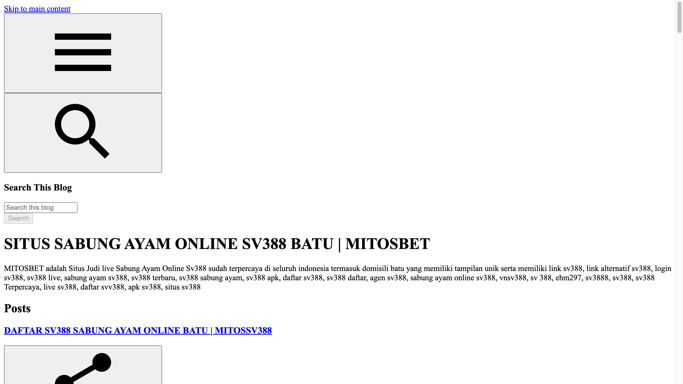 Skip to main content
Search This Blog
Search this blog
Search
SITUS SABUNG AYAM ONLINE SV388 BATU | MITOSBET
MITOSBET adalah Situs Judi live Sabung Ayam Online Sv388 sudah terpercaya di seluruh indonesia termasuk domisili batu yang memiliki tampilan unik serta memiliki link sv388, link alternatif sv388, login
sv388, sv388 live, sabung ayam sv388, sv388 terbaru, sv388 sabung ayam, sv388 apk, daftar sv388, sv388 daftar, agen sv388, sabung ayam online sv388, vnsv388, sv 388, ehm297, sv3888, sv388, sv388
Terpercaya, live sv388, daftar svv388, apk sv388, situs sv388
Posts
DAFTAR SV388 SABUNG AYAM ONLINE BATU | MITOSSV388